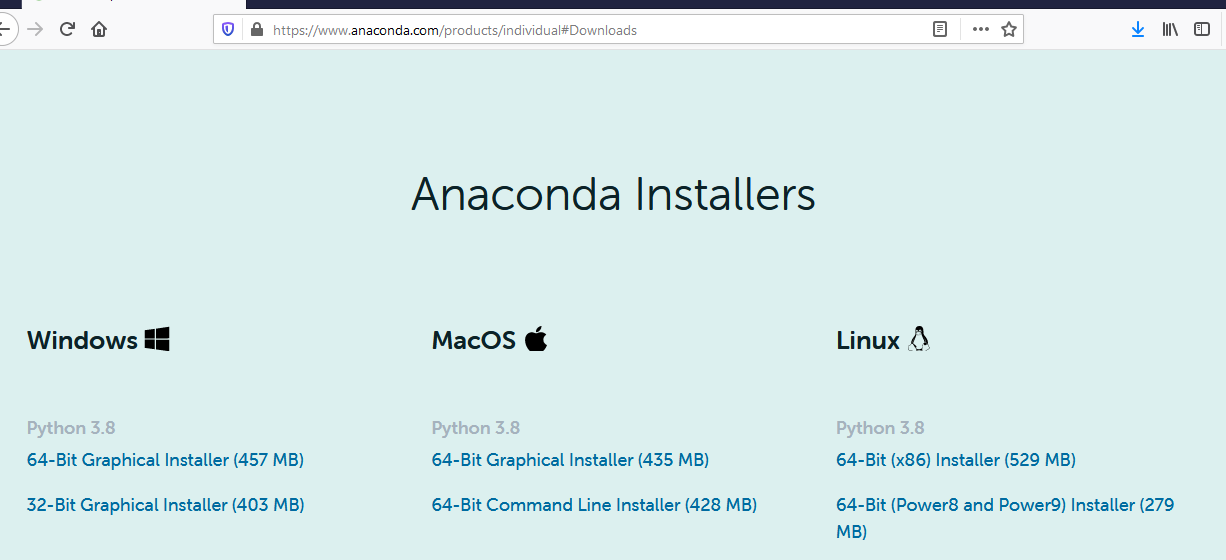 https://www.anaconda.com/products/individual#Downloads
Anaconda Installers
Windows
MacOS
Linux
Python 3.8
64-Bit Graphical Installer (457 MB)
32-Bit Graphical Installer (403 MB)
Python 3.8
64-Bit Graphical Installer (435 MB)
64-Bit Command Line Installer (428 MB)
Python 3.8
64-Bit (x86) Installer (529 MB)
64-Bit (Power8 and Power9) Installer (279
MB)